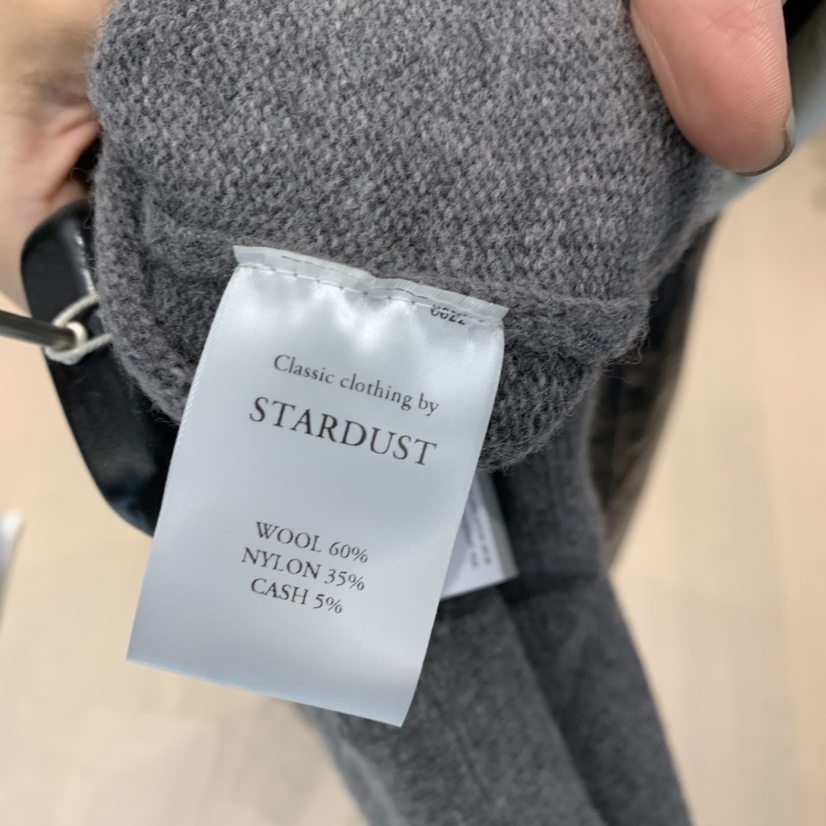 Classic clothing by
STARDUST
WOOL 60%
NYLON 35%
CASH 5%